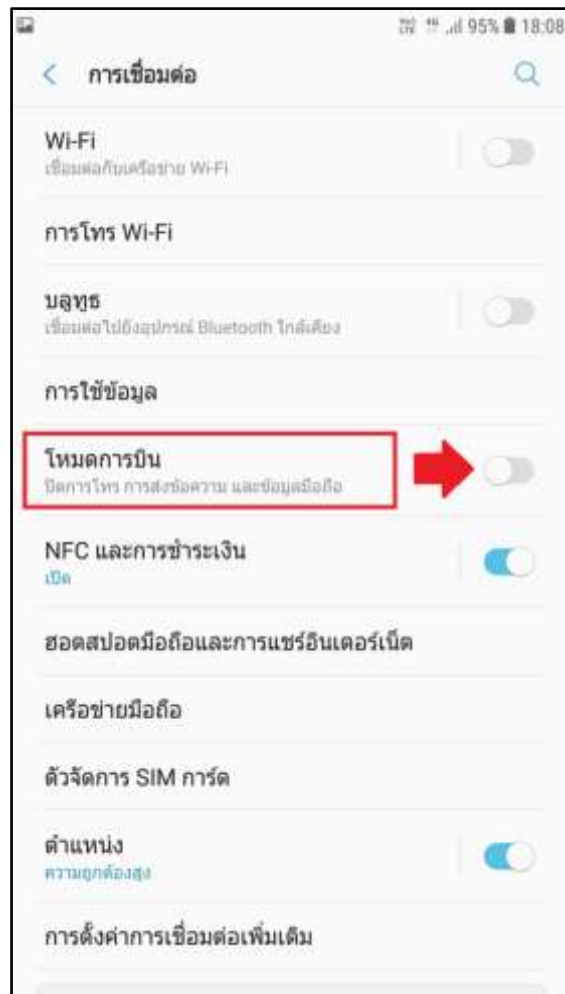 95% 18:08
การเชื่อมต่อ
Wi-Fi
เชื่อมต่อกับเครือข่าย Wi-Fi
การโทร Wi-Fi
บลูทูธ
เชื่อมต่อไปยังอุปกรณ์ Bluetooth ใกล้เคียง
การใช้ข้อมูล
โหมดการบิน
ปิดการโทร การส่งข้อความ และข้อมูลมือถือ
NFC และการชำระเงิน
เปิด
ฮอตสปอตมือถือและการแชร์อินเตอร์เน็ต
เครือข่ายมือถือ
ตัวจัดการ SIM การ์ด
ตำแหน่ง
ความถูกต้องสูง
การตั้งค่าการเชื่อมต่อเพิ่มเติม